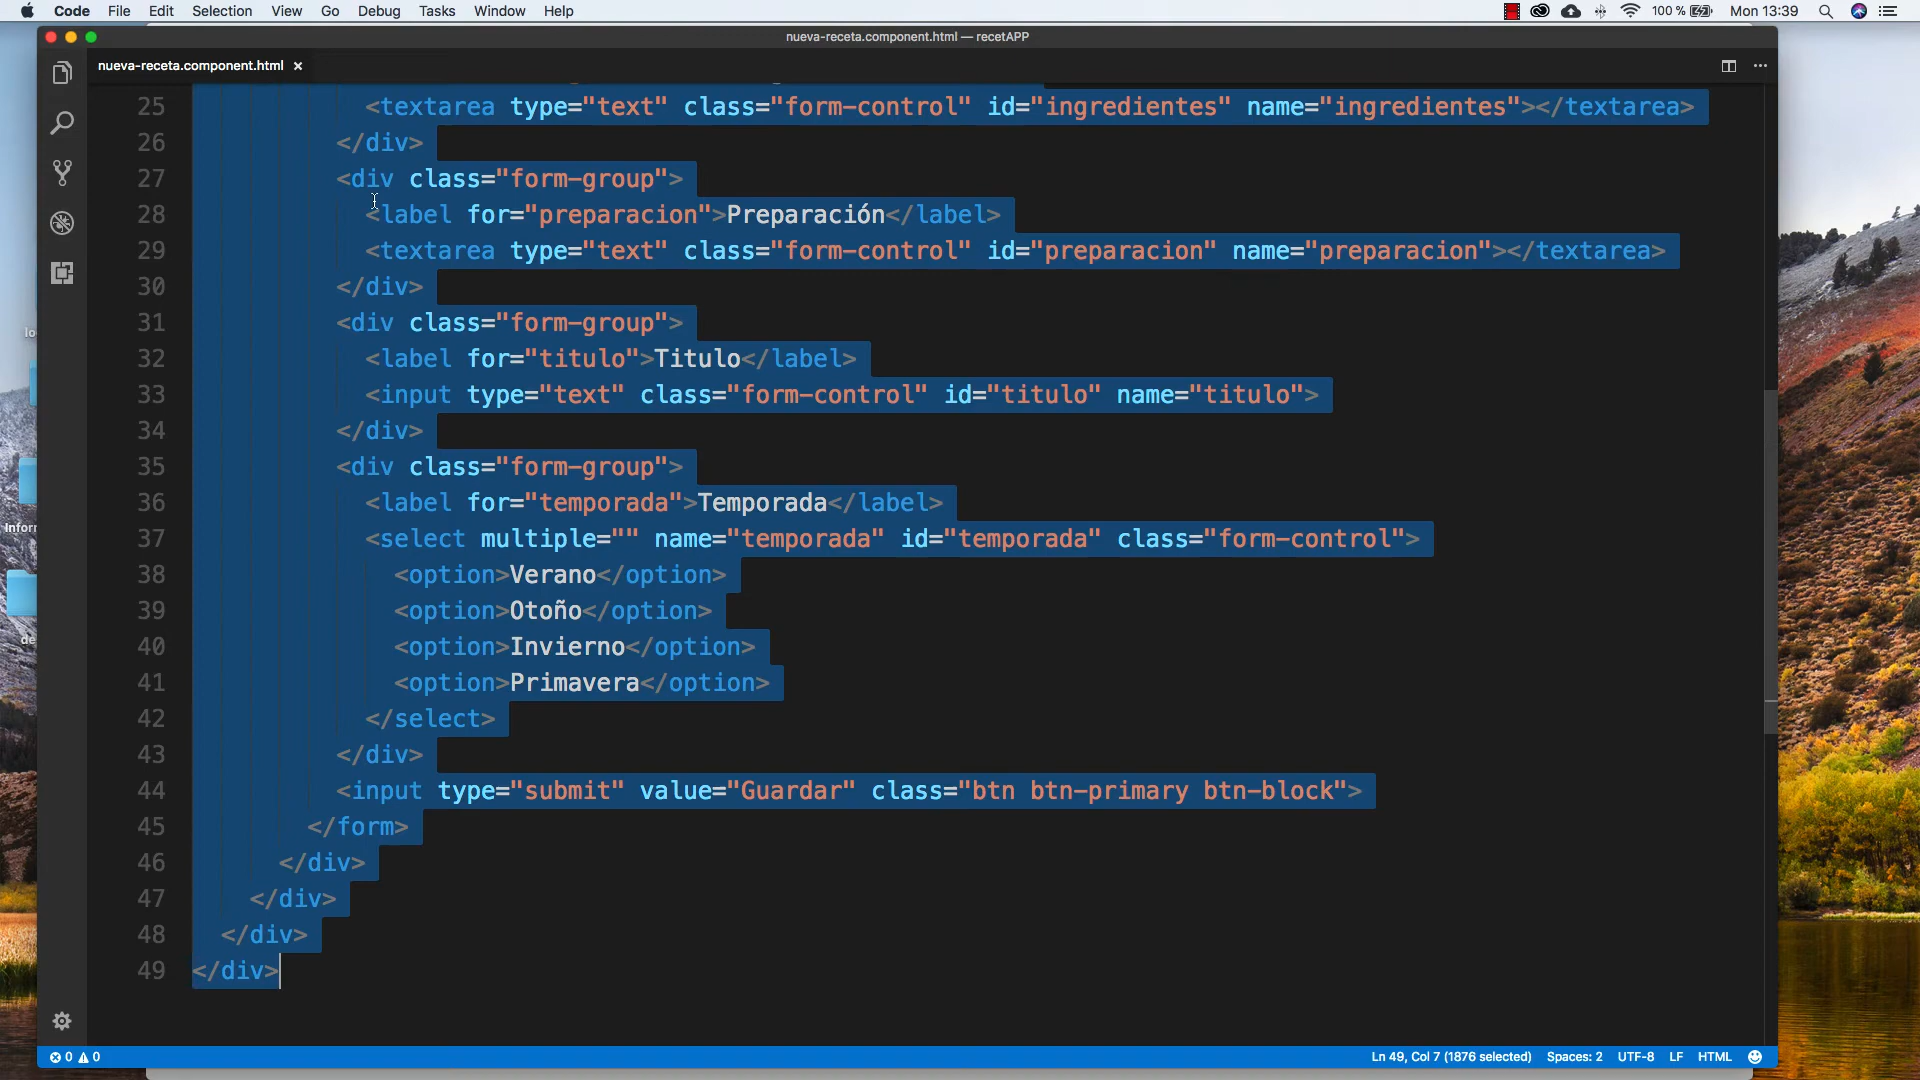 Code File Edit Selection View Go Debug Tasks Window Help 100 % Mon 13:39
nueva-receta.component.html — recetAPP
nueva-receta.component.html
25 <textarea type="text" class="form-control" id="ingredientes" name="ingredientes"></textarea>
26 </div>
27 <div class="form-group">
28 <label for="preparacion">Preparación</label>
29 <textarea type="text" class="form-control" id="preparacion" name="preparacion"></textarea>
30 </div>
31 <div class="form-group">
32 <label for="titulo">Titulo</label>
33 <input type="text" class="form-control" id="titulo" name="titulo">
34 </div>
35 <div class="form-group">
36 <label for="temporada">Temporada</label>
37 <select multiple="" name="temporada" id="temporada" class="form-control">
38 <option>Verano</option>
39 <option>Otoño</option>
40 <option>Invierno</option>
41 <option>Primavera</option>
42 </select>
43 </div>
44 <input type="submit" value="Guardar" class="btn btn-primary btn-block">
45 </form>
46 </div>
47 </div>
48 </div>
49 </div>
lo
Inforr
de
0 0 Ln 49, Col 7 (1876 selected) Spaces: 2 UTF-8 LF HTML